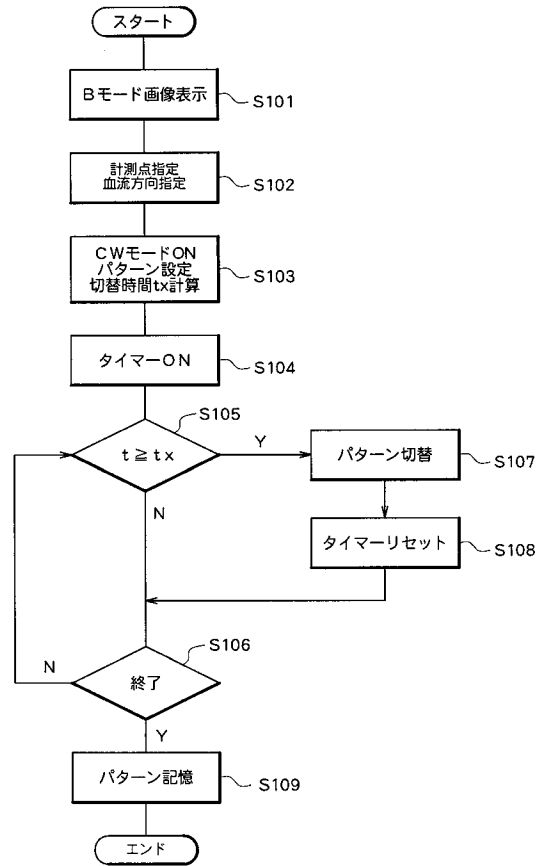 スタート
Bモード画像表示
S101
計測点指定
血流方向指定
S102
CWモードON
パターン設定
切替時間tx計算
S103
タイマーON
S104
S105
t≧tx
Y
パターン切替
S107
N
タイマーリセット
S108
S106
N
終了
Y
パターン記憶
S109
エンド